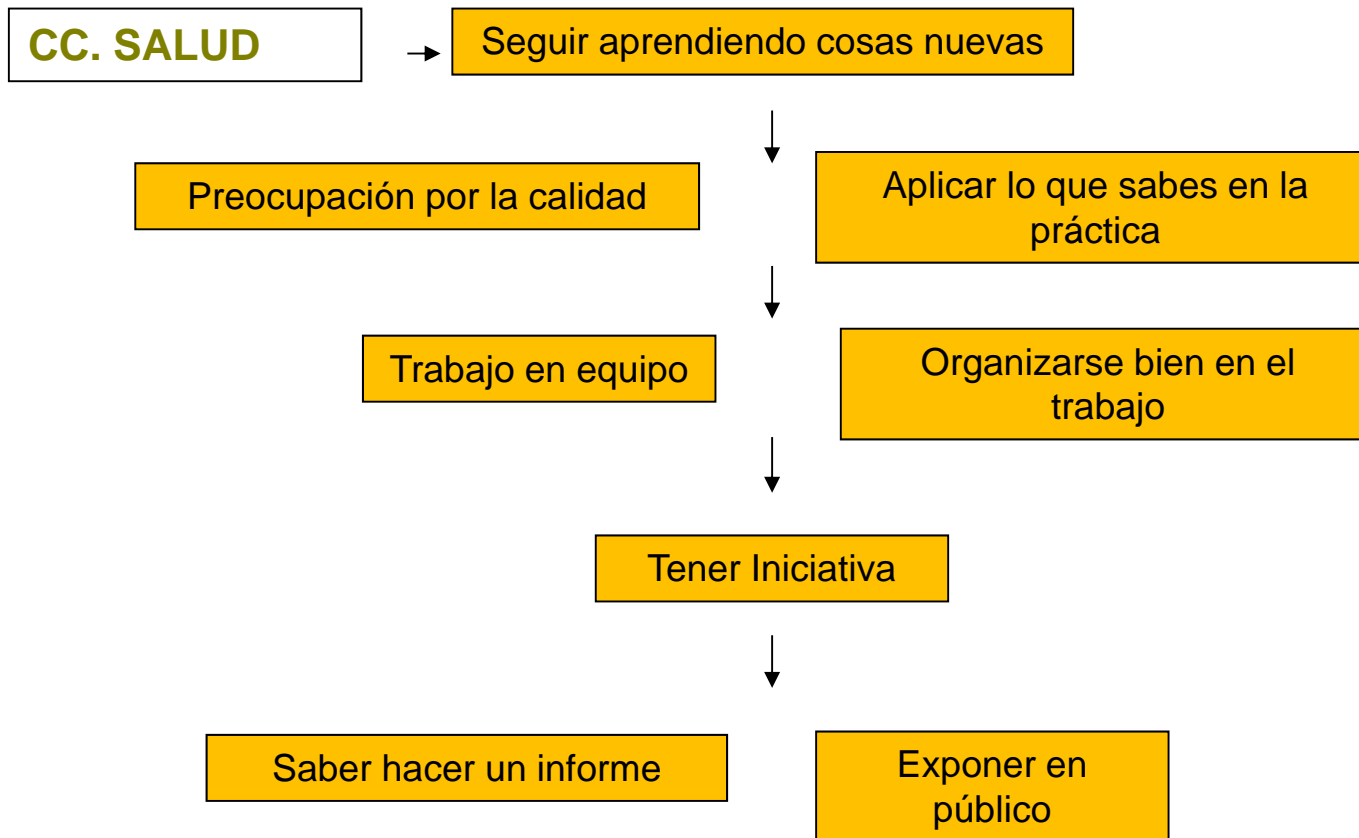 CC. SALUD
Seguir aprendiendo cosas nuevas
Preocupación por la calidad
Aplicar lo que sabes en la
práctica
Trabajo en equipo
Organizarse bien en el
trabajo
Tener Iniciativa
Saber hacer un informe
Exponer en
público